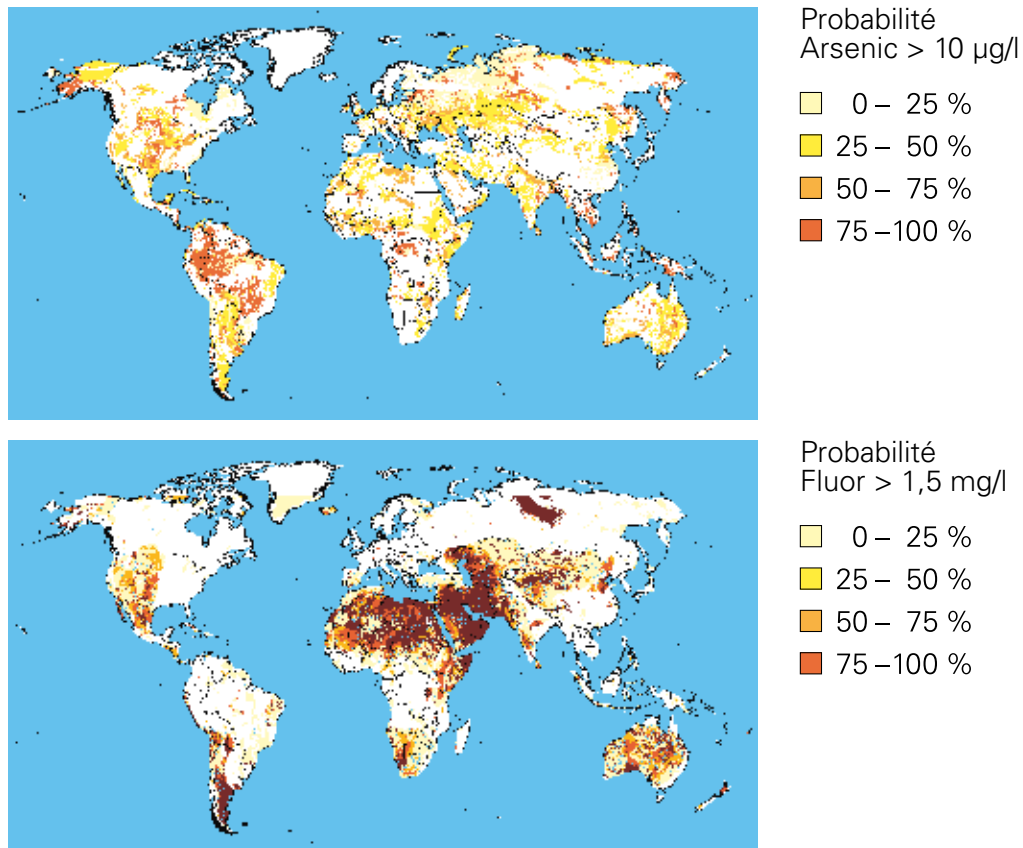 Probabilité
Arsenic > 10 µg/l
0 – 25 %
25 – 50 %
50 – 75 %
75 –100 %
Probabilité
Fluor > 1,5 mg/l
0 – 25 %
25 – 50 %
50 – 75 %
75 –100 %